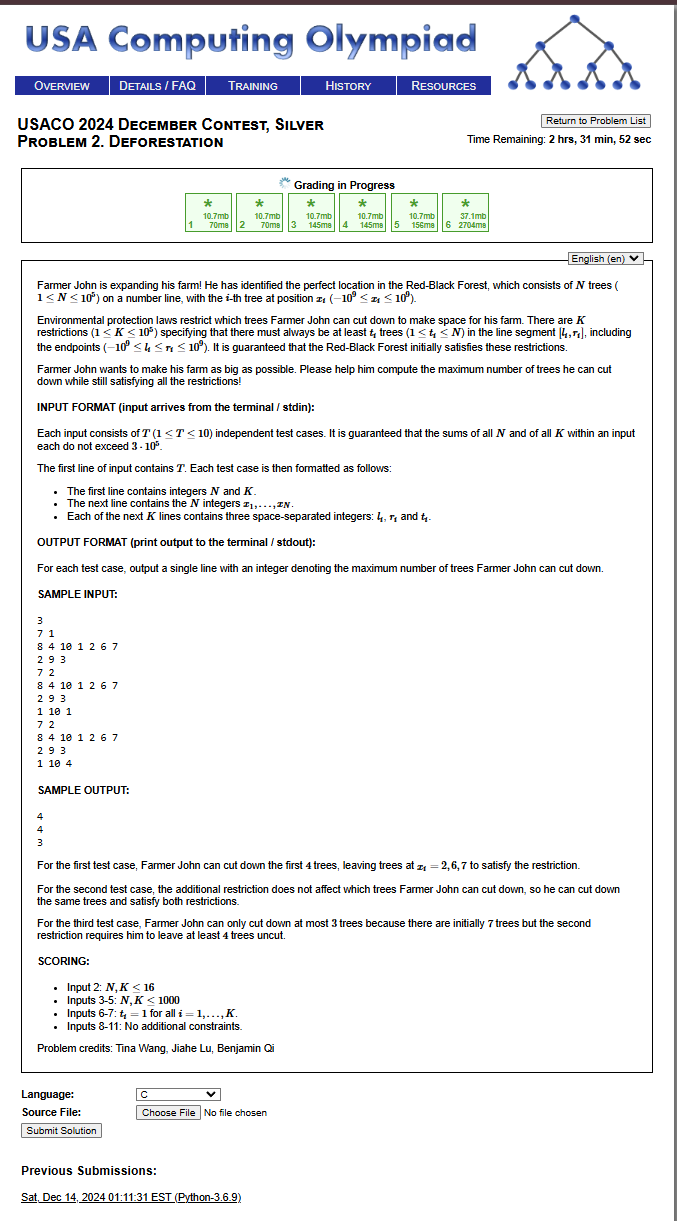 USA Computing Olympiad
OVERVIEW DETAILS / FAQ TRAINING HISTORY RESOURCES
USACO 2024 DECEMBER CONTEST, SILVER
PROBLEM 2. DEFORESTATION
Return to Problem List
Time Remaining: 2 hrs, 31 min, 52 sec
Grading in Progress
* * * * * *
10.7mb 10.7mb 10.7mb 10.7mb 10.7mb 37.1mb
1 70ms 2 70ms 3 145ms 4 145ms 5 156ms 6 2704ms
English (en)
Farmer John is expanding his farm! He has identified the perfect location in the Red-Black Forest, which consists of N trees (
1 ≤ N ≤ 10^5) on a number line, with the i-th tree at position x_i (−10^9 ≤ x_i ≤ 10^9).
Environmental protection laws restrict which trees Farmer John can cut down to make space for his farm. There are K
restrictions (1 ≤ K ≤ 10^5) specifying that there must always be at least t_i trees (1 ≤ t_i ≤ N) in the line segment [l_i, r_i], including
the endpoints (−10^9 ≤ l_i ≤ r_i ≤ 10^9). It is guaranteed that the Red-Black Forest initially satisfies these restrictions.
Farmer John wants to make his farm as big as possible. Please help him compute the maximum number of trees he can cut
down while still satisfying all the restrictions!
INPUT FORMAT (input arrives from the terminal / stdin):
Each input consists of T (1 ≤ T ≤ 10) independent test cases. It is guaranteed that the sums of all N and of all K within an input
each do not exceed 3 · 10^5.
The first line of input contains T. Each test case is then formatted as follows:
• The first line contains integers N and K.
• The next line contains the N integers x_1, . . . , x_N.
• Each of the next K lines contains three space-separated integers: l_i, r_i and t_i.
OUTPUT FORMAT (print output to the terminal / stdout):
For each test case, output a single line with an integer denoting the maximum number of trees Farmer John can cut down.
SAMPLE INPUT:
3
7 1
8 4 10 1 2 6 7
2 9 3
7 2
8 4 10 1 2 6 7
2 9 3
1 10 1
7 2
8 4 10 1 2 6 7
2 9 3
1 10 4
SAMPLE OUTPUT:
4
4
3
For the first test case, Farmer John can cut down the first 4 trees, leaving trees at x_i = 2, 6, 7 to satisfy the restriction.
For the second test case, the additional restriction does not affect which trees Farmer John can cut down, so he can cut down
the same trees and satisfy both restrictions.
For the third test case, Farmer John can only cut down at most 3 trees because there are initially 7 trees but the second
restriction requires him to leave at least 4 trees uncut.
SCORING:
• Input 2: N, K ≤ 16
• Inputs 3-5: N, K ≤ 1000
• Inputs 6-7: t_i = 1 for all i = 1, . . . , K.
• Inputs 8-11: No additional constraints.
Problem credits: Tina Wang, Jiahe Lu, Benjamin Qi
Language: C
Source File: Choose File No file chosen
Submit Solution
Previous Submissions:
Sat, Dec 14, 2024 01:11:31 EST (Python-3.6.9)